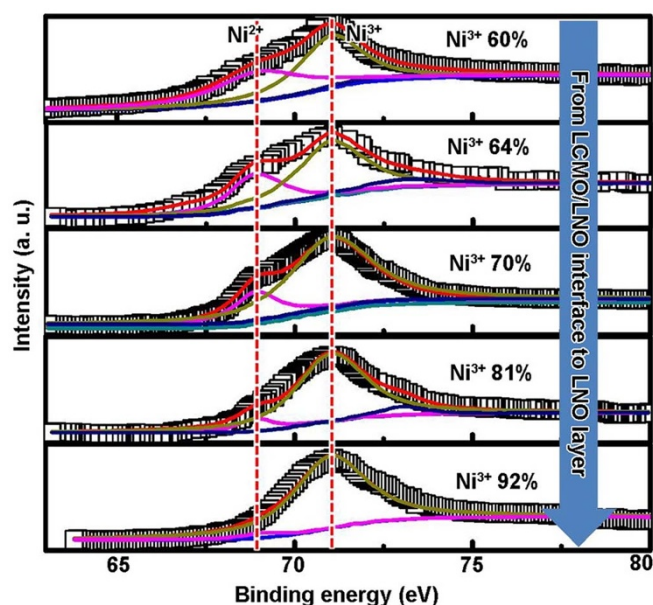 Ni²⁺
Ni³⁺
Ni³⁺ 60%
Ni³⁺ 64%
Ni³⁺ 70%
Ni³⁺ 81%
Ni³⁺ 92%
From LCMO/LNO interface to LNO layer
Intensity (a. u.)
65 70 75 80
Binding energy (eV)